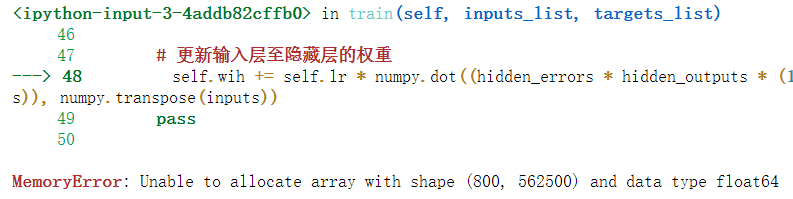 <ipython-input-3-4addb82cffb0> in train(self, inputs_list, targets_list)
46
47 # 更新输入层至隐藏层的权重
---> 48 self.wih += self.lr * numpy.dot((hidden_errors * hidden_outputs * (1
s)), numpy.transpose(inputs))
49 pass
50
MemoryError: Unable to allocate array with shape (800, 562500) and data type float64